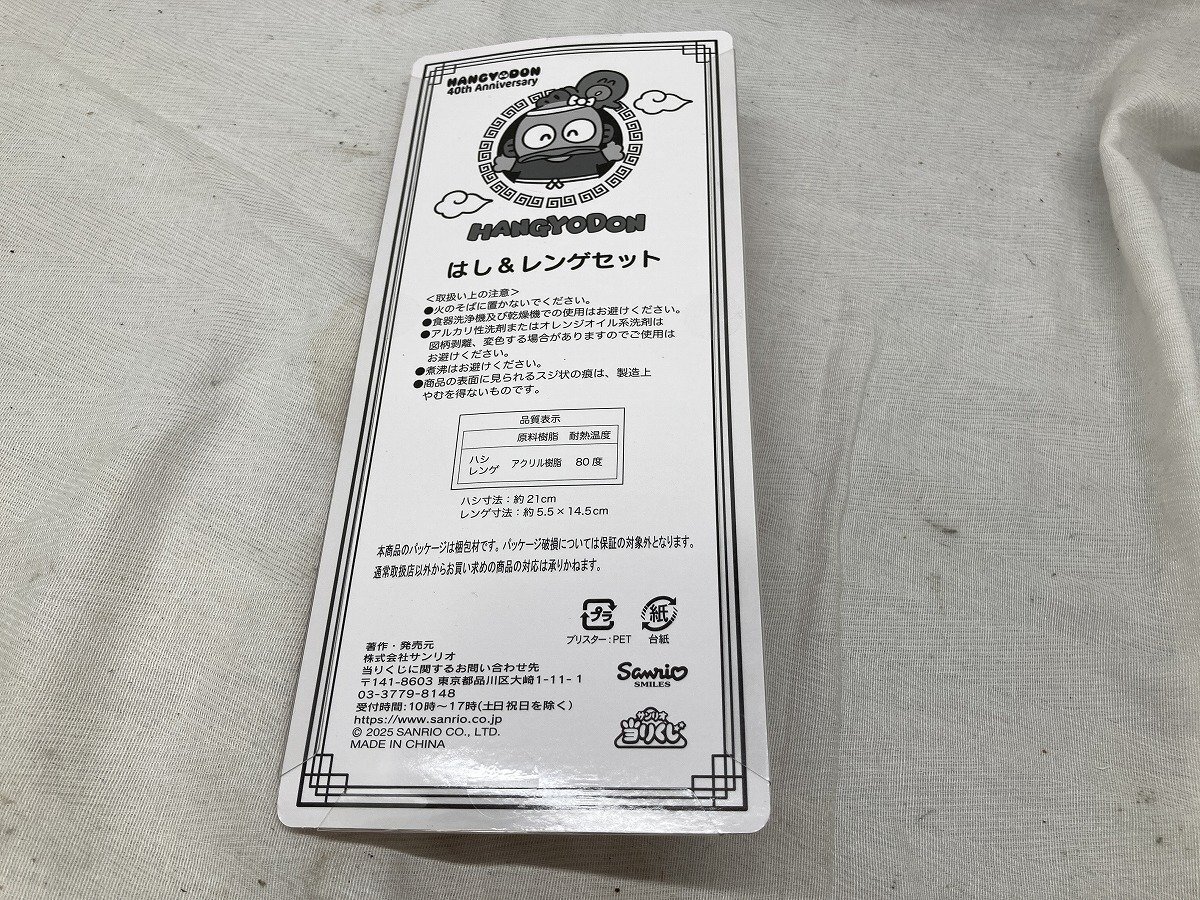 HANGYODON
40th Anniversary
HANGYODON
はし&レンゲセット
<取扱い上の注意>
●火のそばに置かないでください。
●食器洗浄機及び乾燥機での使用はお避けください。
●アルカリ性洗剤またはオレンジオイル系洗剤は
図柄剥離、変色する場合がありますのでご使用は
お避けください。
●煮沸はお避けください。
●商品の表面に見られるスジ状の痕は、製造上
やむを得ないものです。
品質表示
原料樹脂 耐熱温度
ハシ
レンゲ アクリル樹脂 80度
ハシ寸法:約21cm
レンゲ寸法:約5.5×14.5cm
本商品のパッケージは梱包材です。パッケージ破損については保証の対象外となります。
通常取扱店以外からお買い求めの商品の対応は承りかねます。
プラ 紙
ブリスター:PET 台紙
著作・発売元
株式会社サンリオ
当りくじに関するお問い合わせ先
〒141-8603 東京都品川区大崎1-11-1
03-3779-8148
受付時間:10時〜17時(土日祝日を除く)
https://www.sanrio.co.jp
© 2025 SANRIO CO., LTD.
MADE IN CHINA
Sanrio
SMILES
サンリオ
当りくじ